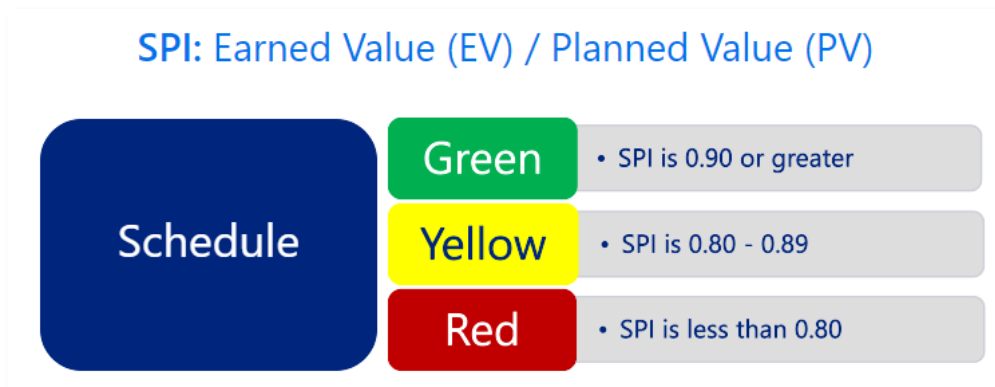 SPI: Earned Value (EV) / Planned Value (PV)
Schedule
Green
• SPI is 0.90 or greater
Yellow
• SPI is 0.80 - 0.89
Red
• SPI is less than 0.80